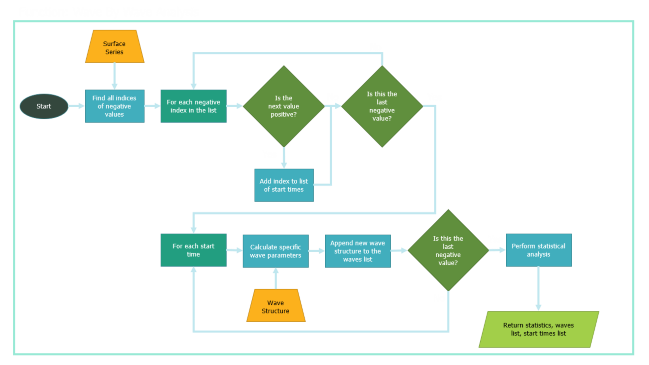 Surface
Series
Start
Find all indices
of negative
values
For each negative
index in the list
Is the
next value
positive?
Is this the
last
negative
value?
Add index to list
of start times
For each start
time
Calculate specific
wave parameters
Append new wave
structure to the
waves list
Is this the
last
negative
value?
Perform statistical
analysis
Wave
Structure
Return statistics, waves
list, start times list